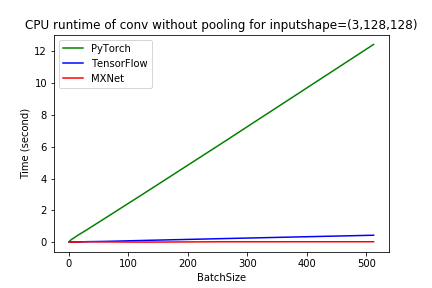 CPU runtime of conv without pooling for inputshape=(3,128,128)
PyTorch
TensorFlow
MXNet
Time (second)
12
10
8
6
4
2
0
0 100 200 300 400 500
BatchSize